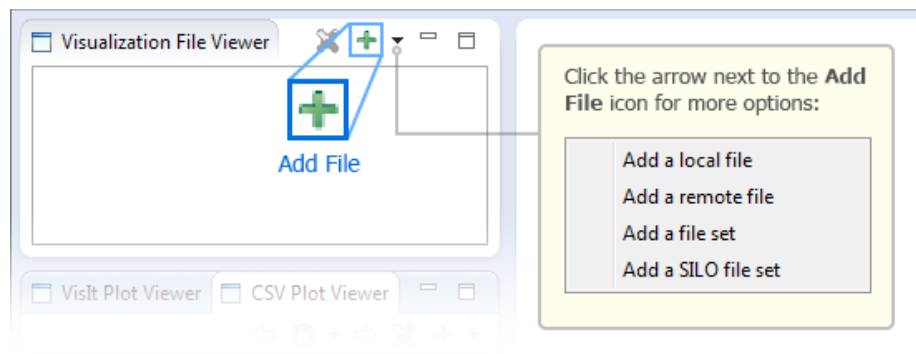 Visualization File Viewer
Add File
Click the arrow next to the Add
File icon for more options:
Add a local file
Add a remote file
Add a file set
Add a SILO file set
VisIt Plot Viewer
CSV Plot Viewer